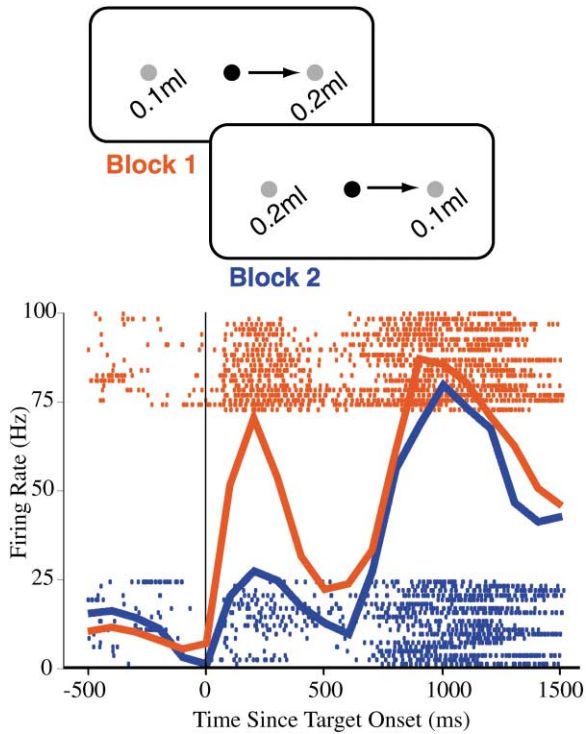 0.1ml
0.2ml
Block 1
0.2ml
0.1ml
Block 2
100
75
50
25
0
Firing Rate (Hz)
-500 0 500 1000 1500
Time Since Target Onset (ms)